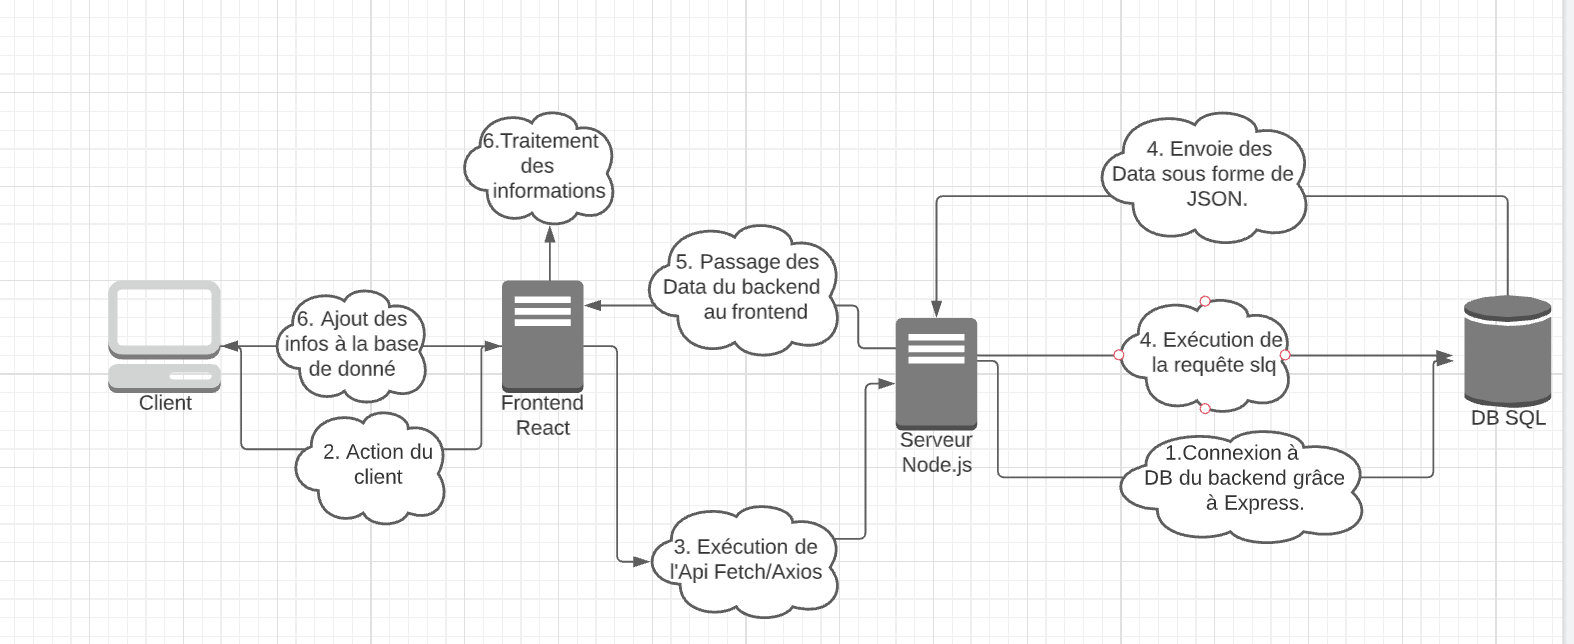 6.Traitement
des
informations
4. Envoie des
Data sous forme de
JSON.
5. Passage des
Data du backend
au frontend
6. Ajout des
infos à la base
de donné
4. Exécution de
la requête slq
Client
Frontend
React
DB SQL
2. Action du
client
Serveur
Node.js
1.Connexion à
DB du backend grâce
à Express.
3. Exécution de
l'Api Fetch/Axios